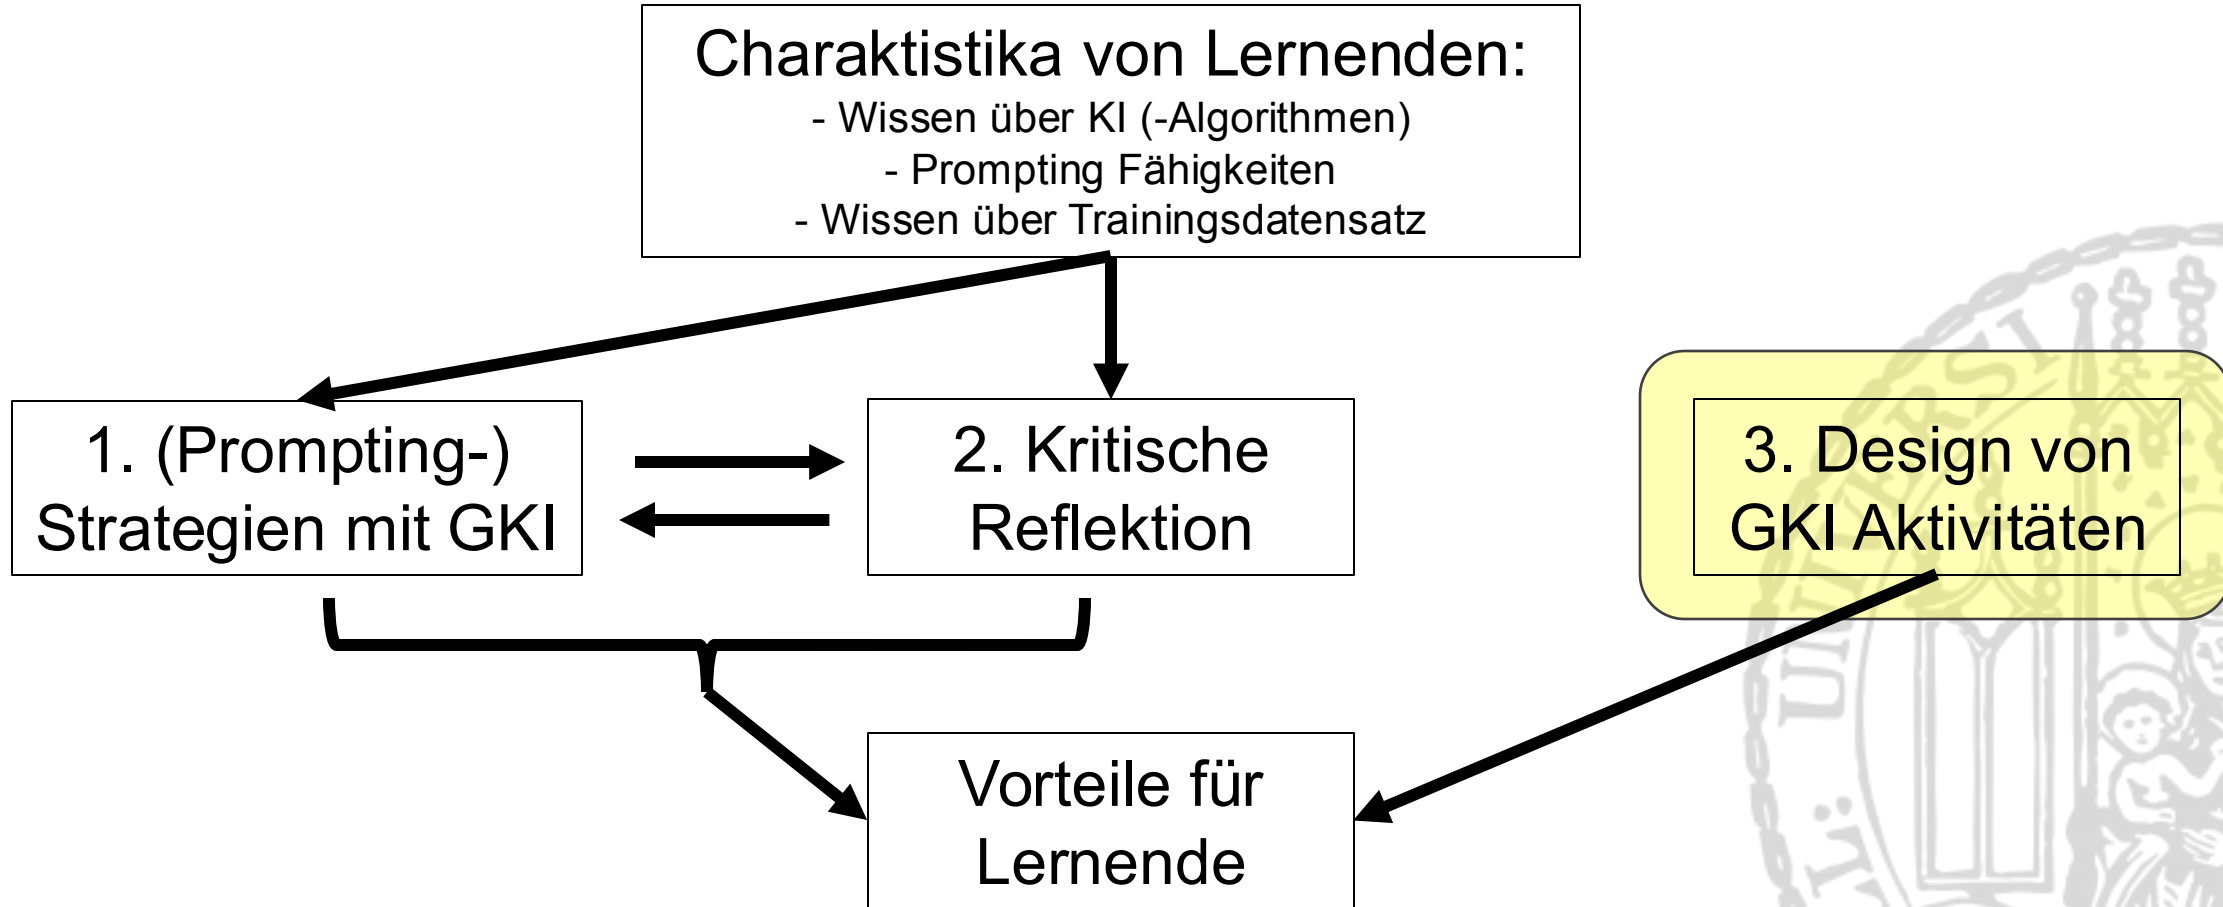 Charaktistika von Lernenden:
- Wissen über KI (-Algorithmen)
- Prompting Fähigkeiten
- Wissen über Trainingsdatensatz
1. (Prompting-)
Strategien mit GKI
2. Kritische
Reflektion
3. Design von
GKI Aktivitäten
Vorteile für
Lernende